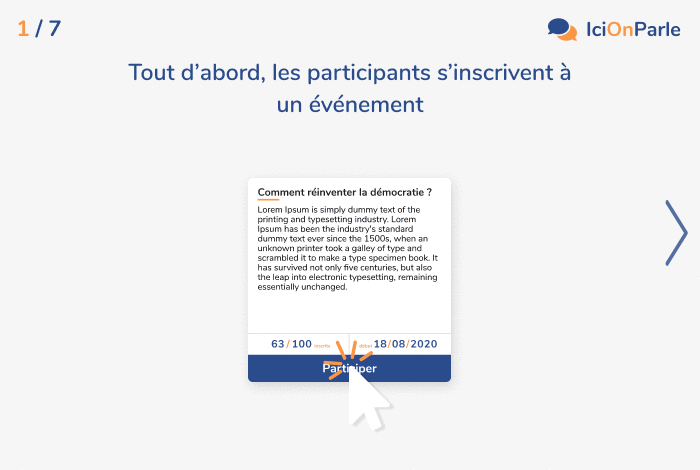 1 / 7
IciOnParle
Tout d’abord, les participants s’inscrivent à
un événement
Comment réinventer la démocratie ?
Lorem Ipsum is simply dummy text of the
printing and typesetting industry. Lorem
Ipsum has been the industry's standard
dummy text ever since the 1500s, when an
unknown printer took a galley of type and
scrambled it to make a type specimen book. It
has survived not only five centuries, but also
the leap into electronic typesetting, remaining
essentially unchanged.
63/100 inscrits
début 18/08/2020
Participer